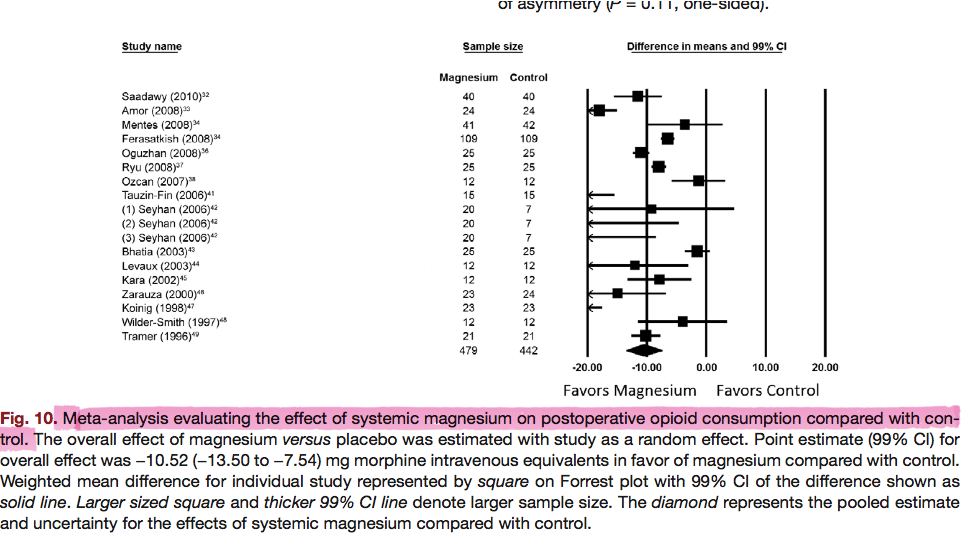 of asymmetry (P = 0.11, one-sided).
Study name Sample size Difference in means and 99% CI
Magnesium Control
Saadawy (2010)32 40 40
Amor (2008)33 24 24
Mentes (2008)34 41 42
Ferasatkish (2008)34 109 109
Oguzhan (2008)36 25 25
Ryu (2008)37 25 25
Ozcan (2007)38 12 12
Tauzin-Fin (2006)41 15 15
(1) Seyhan (2006)42 20 7
(2) Seyhan (2006)42 20 7
(3) Seyhan (2006)42 20 7
Bhatia (2003)43 25 25
Levaux (2003)44 12 12
Kara (2002)45 12 12
Zarauza (2000)46 23 24
Koinig (1998)47 23 23
Wilder-Smith (1997)48 12 12
Tramer (1996)49 21 21
479 442
-20.00 -10.00 0.00 10.00 20.00
Favors Magnesium Favors Control
Fig. 10. Meta-analysis evaluating the effect of systemic magnesium on postoperative opioid consumption compared with con-
trol. The overall effect of magnesium versus placebo was estimated with study as a random effect. Point estimate (99% CI) for
overall effect was −10.52 (−13.50 to −7.54) mg morphine intravenous equivalents in favor of magnesium compared with control.
Weighted mean difference for individual study represented by square on Forrest plot with 99% CI of the difference shown as
solid line. Larger sized square and thicker 99% CI line denote larger sample size. The diamond represents the pooled estimate
and uncertainty for the effects of systemic magnesium compared with control.